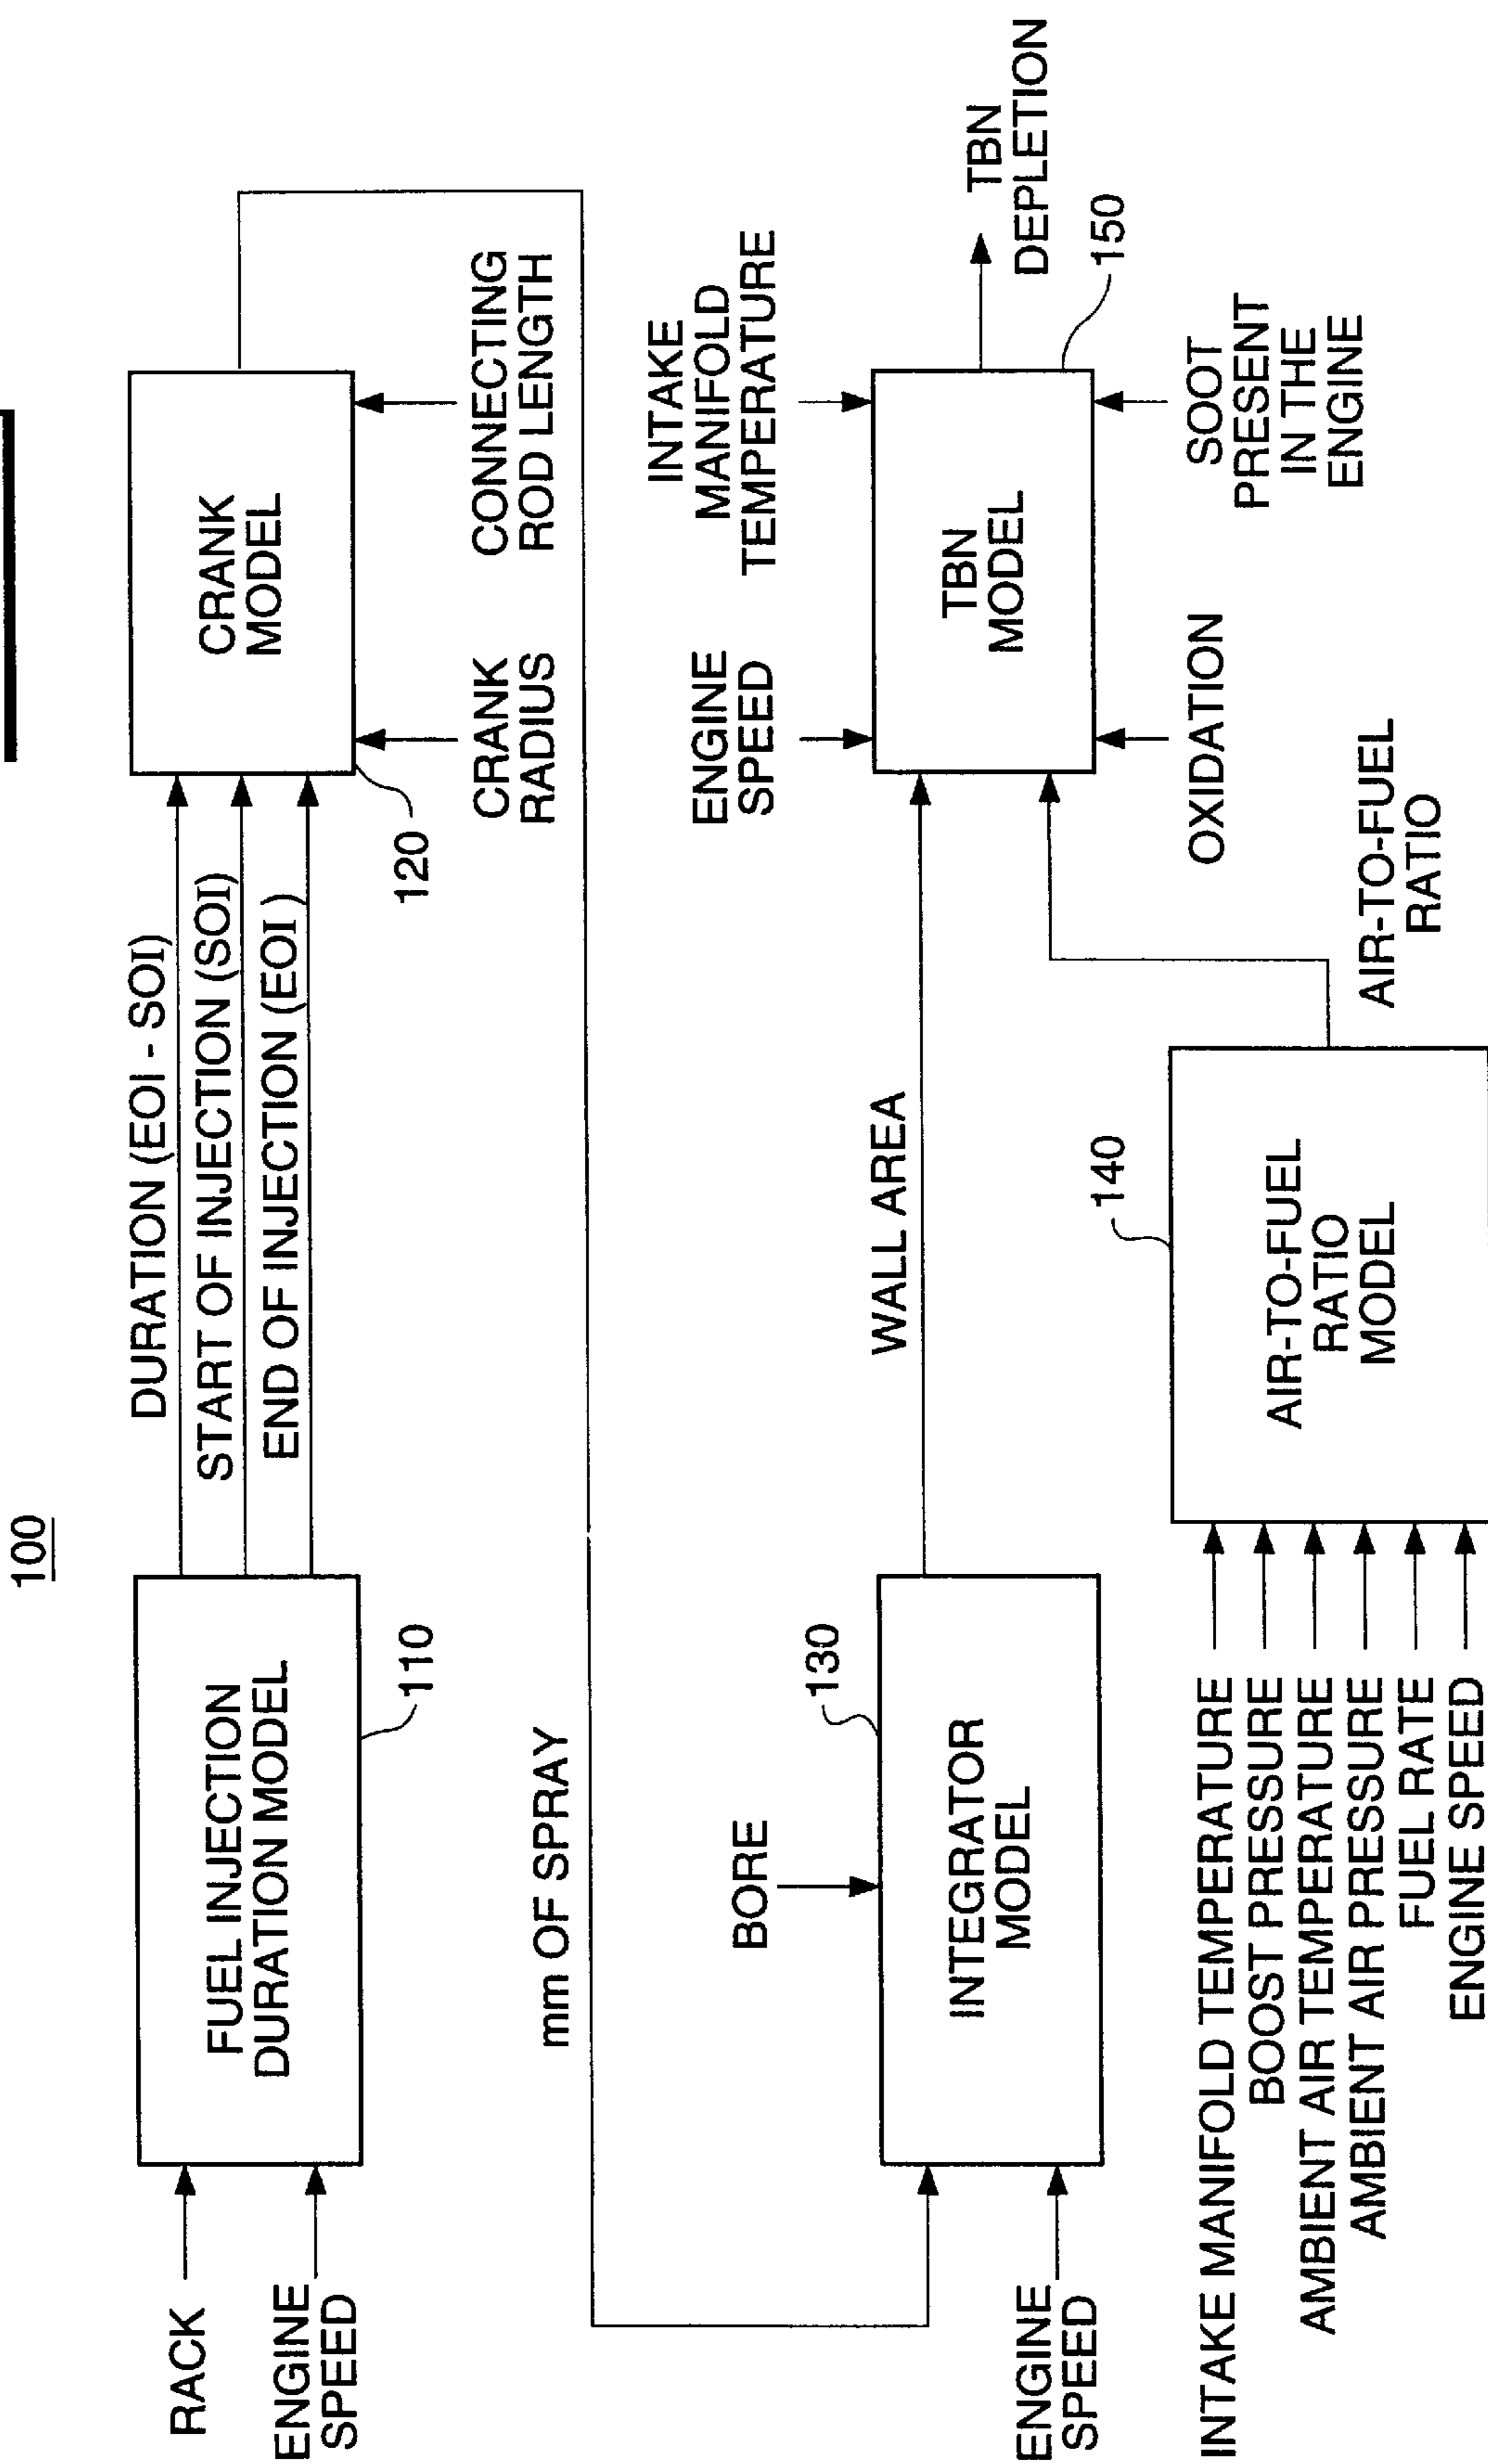 100
RACK
ENGINE
SPEED
FUEL INJECTION
DURATION MODEL
110
DURATION (EOI - SOI)
START OF INJECTION (SOI)
END OF INJECTION (EOI )
CRANK
MODEL
120
CRANK
RADIUS
CONNECTING
ROD LENGTH
mm OF SPRAY
BORE
130
ENGINE
SPEED
INTEGRATOR
MODEL
WALL AREA
ENGINE
SPEED
INTAKE
MANIFOLD
TEMPERATURE
TBN
MODEL
TBN
DEPLETION
150
OXIDATION
SOOT
PRESENT
IN THE
ENGINE
INTAKE MANIFOLD TEMPERATURE
BOOST PRESSURE
AMBIENT AIR TEMPERATURE
AMBIENT AIR PRESSURE
FUEL RATE
ENGINE SPEED
140
AIR-TO-FUEL
RATIO
MODEL
AIR-TO-FUEL
RATIO